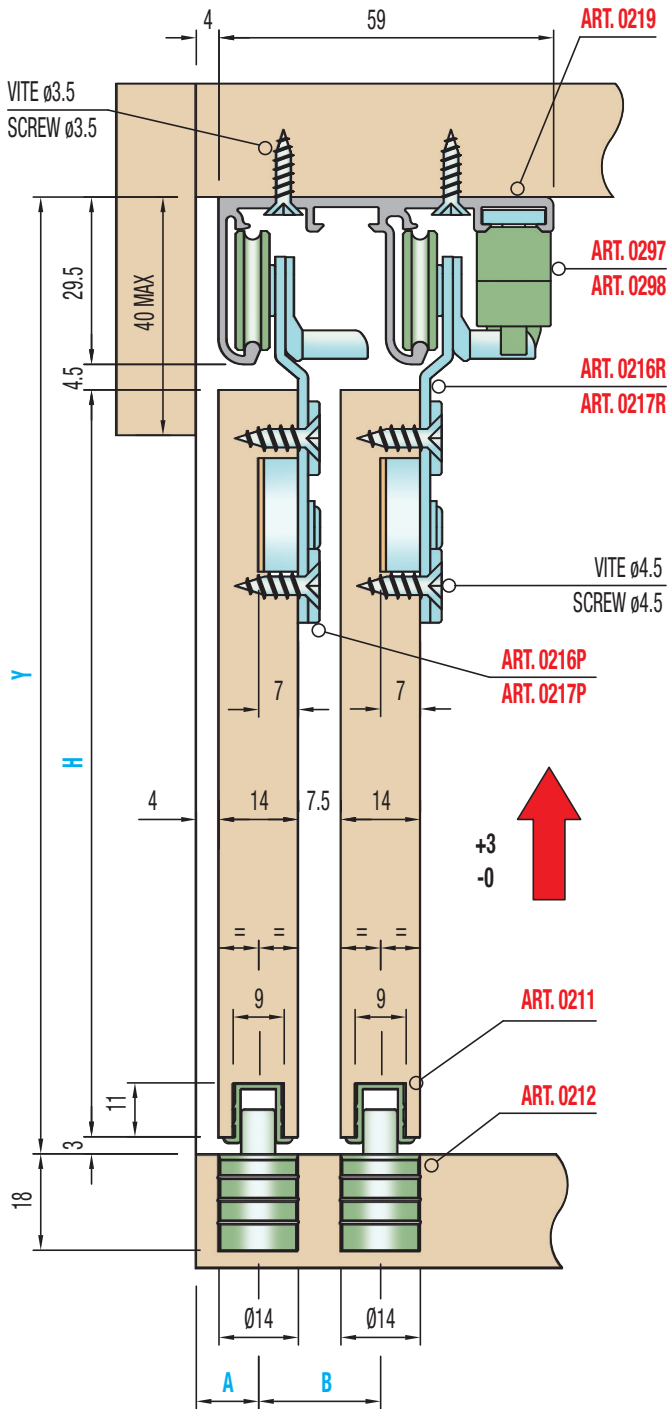 4
59
ART. 0219
VITE ø3.5
SCREW ø3.5
29.5
40 MAX
ART. 0297
ART. 0298
4.5
ART. 0216R
ART. 0217R
VITE ø4.5
SCREW ø4.5
ART. 0216P
ART. 0217P
Y
H
7
7
4
14
7.5
14
+3
-0
= =
= =
9
9
ART. 0211
11
ART. 0212
3
18
Ø14
Ø14
A
B